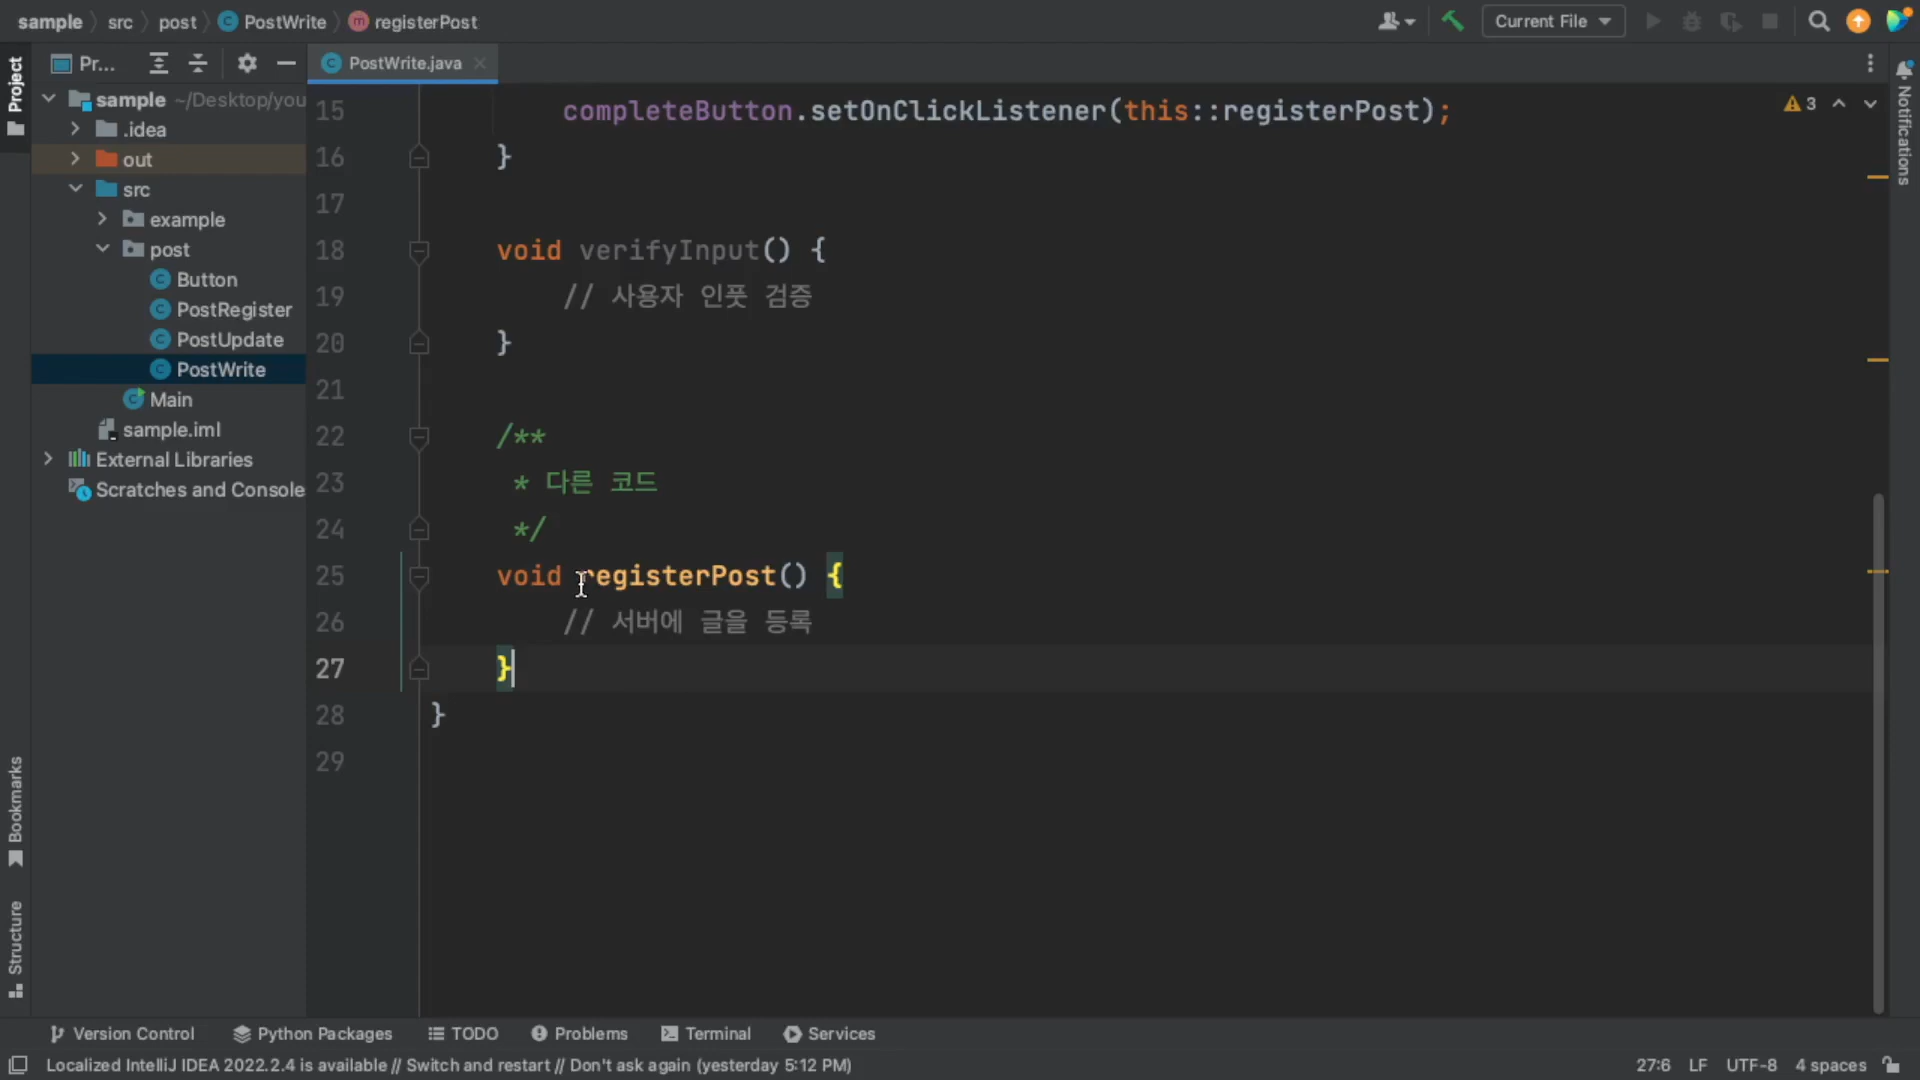 sample src post PostWrite registerPost
Current File
Project
Pr...
PostWrite.java
Notifications
sample ~/Desktop/you
.idea
out
src
example
post
Button
PostRegister
PostUpdate
PostWrite
Main
sample.iml
External Libraries
Scratches and Console
15 completeButton.setOnClickListener(this::registerPost);
3
16 }
17
18 void verifyInput() {
19 // 사용자 인풋 검증
20 }
21
22 /**
23 * 다른 코드
24 */
25 void registerPost() {
26 // 서버에 글을 등록
27 }
28 }
29
Bookmarks
Structure
Version Control Python Packages TODO Problems Terminal Services
Localized IntelliJ IDEA 2022.2.4 is available // Switch and restart // Don't ask again (yesterday 5:12 PM)
27:6 LF UTF-8 4 spaces